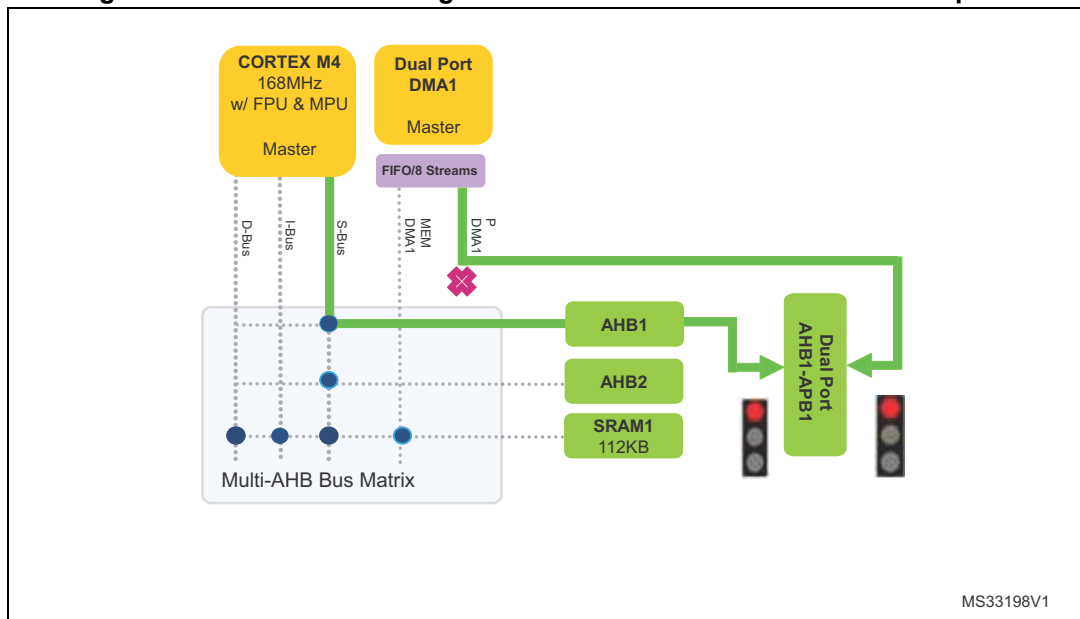 CORTEX M4
168MHz
w/ FPU & MPU
Master
Dual Port
DMA1
Master
FIFO/8 Streams
D-Bus
I-Bus
S-Bus
MEM
DMA1
P
DMA1
AHB1
AHB2
SRAM1
112KB
Dual Port
AHB1-APB1
Multi-AHB Bus Matrix
MS33198V1